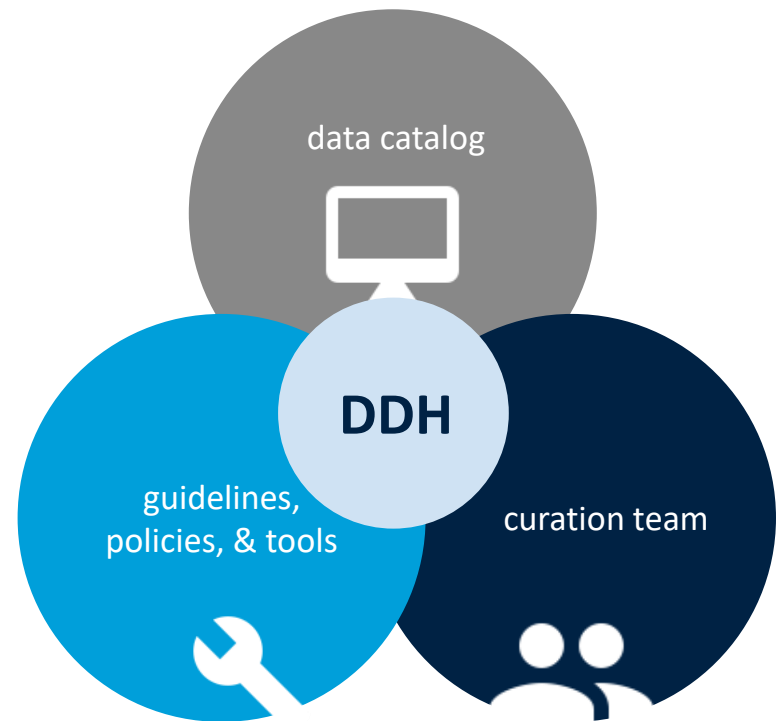 data catalog
DDH
guidelines,
policies, & tools
curation team